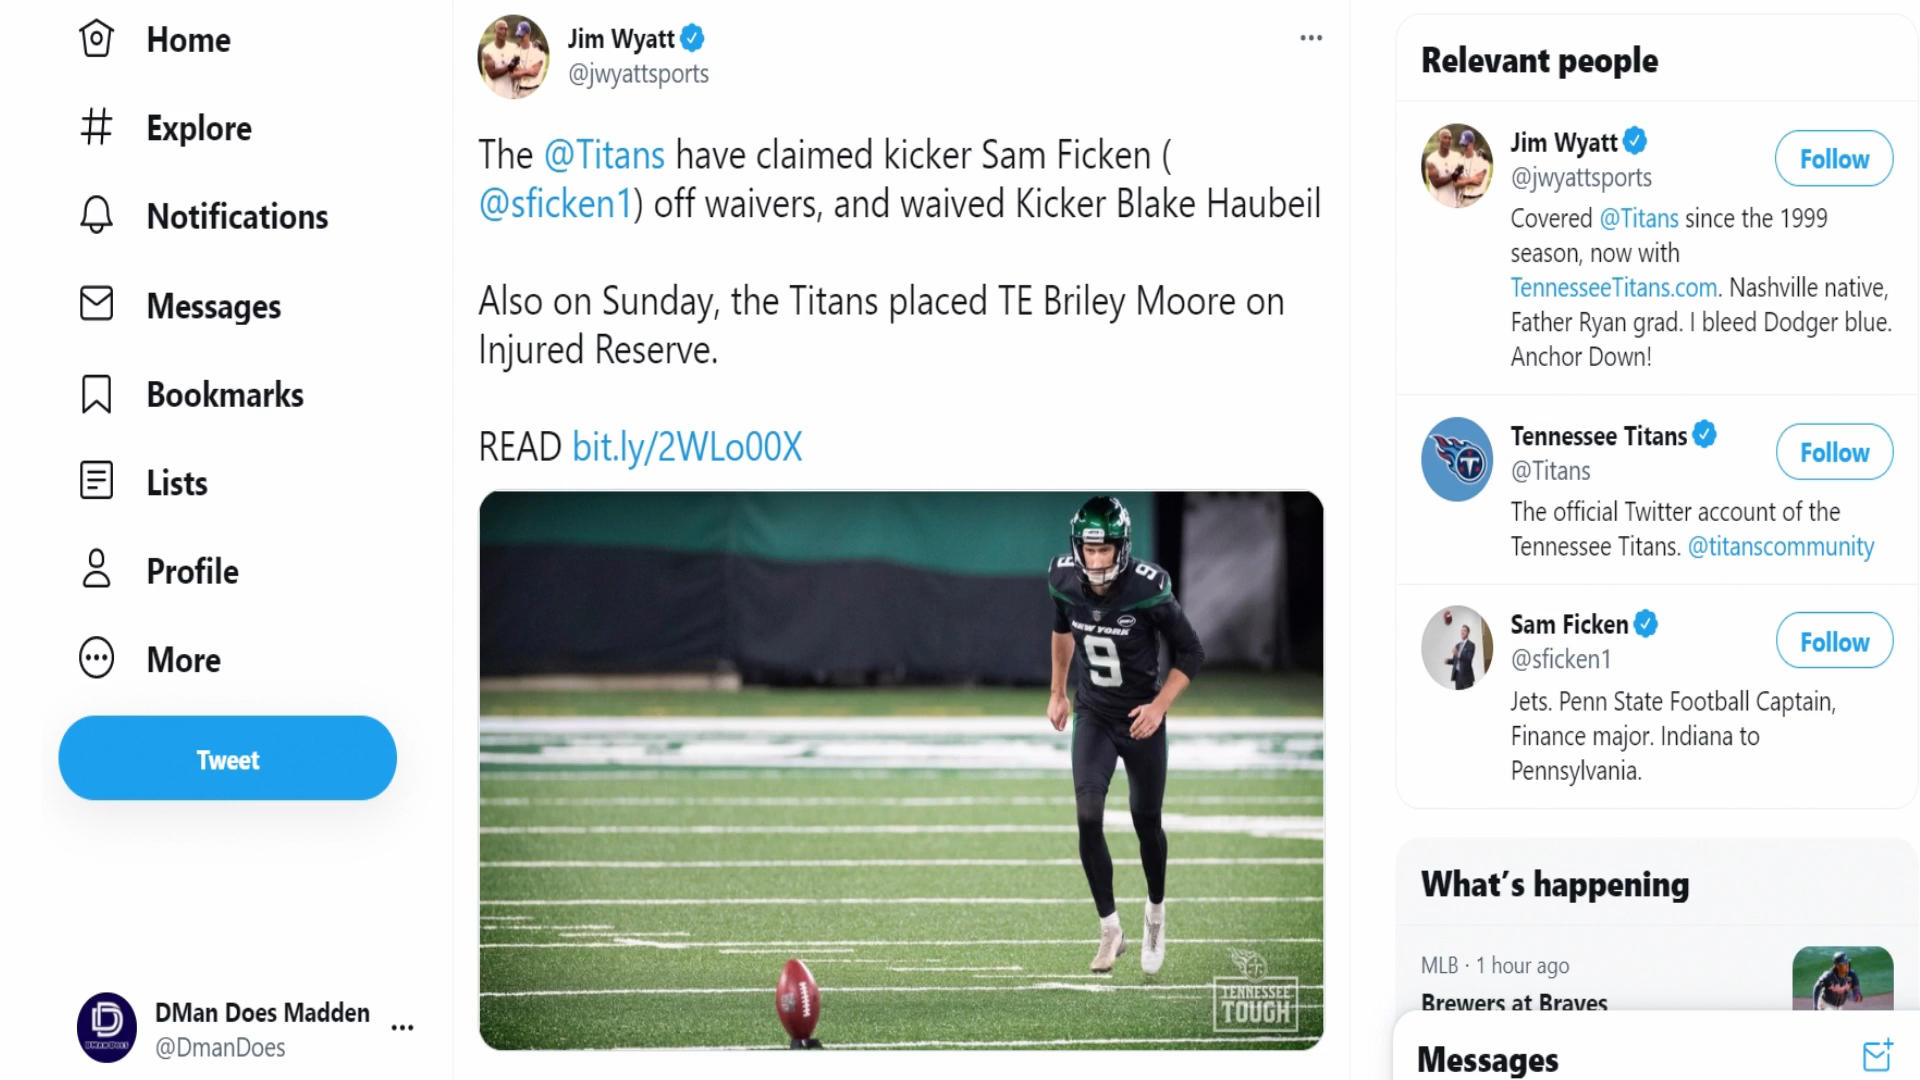 Home
Explore
Notifications
Messages
Bookmarks
Lists
Profile
More
Tweet
DMan Does Madden
@DmanDoes
Jim Wyatt
@jwyattsports
The @Titans have claimed kicker Sam Ficken (
@sficken1) off waivers, and waived Kicker Blake Haubeil
Also on Sunday, the Titans placed TE Briley Moore on
Injured Reserve.
READ bit.ly/2WLo00X
9
9
NEW YORK
9
TENNESSEE
TOUGH
Relevant people
Jim Wyatt
@jwyattsports
Follow
Covered @Titans since the 1999
season, now with
TennesseeTitans.com. Nashville native,
Father Ryan grad. I bleed Dodger blue.
Anchor Down!
Tennessee Titans
@Titans
Follow
The official Twitter account of the
Tennessee Titans. @titanscommunity
Sam Ficken
@sficken1
Follow
Jets. Penn State Football Captain,
Finance major. Indiana to
Pennsylvania.
What's happening
MLB · 1 hour ago
Brewers at Braves
Messages